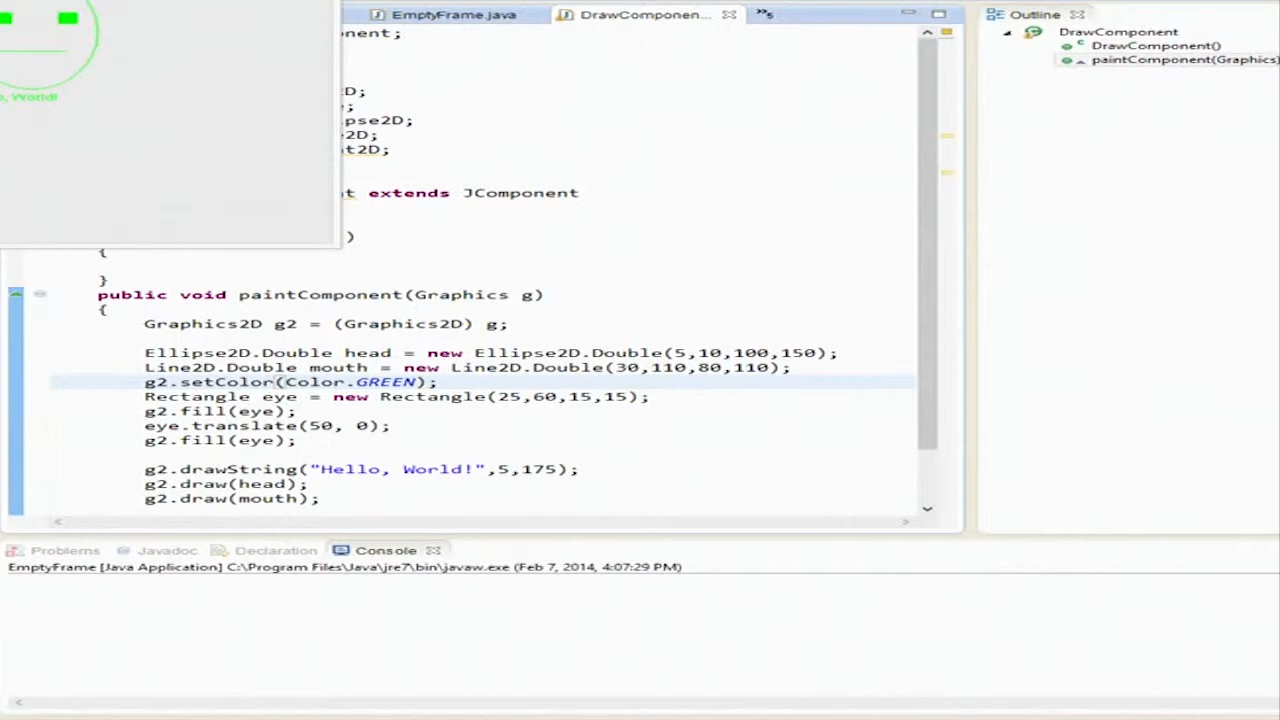 EmptyFrame.java
DrawComponen...
»5
Outline
nent;
DrawComponent
DrawComponent()
paintComponent(Graphics)
2D;
e;
o, World!
pse2D;
e2D;
t2D;
t extends JComponent
)
{
}
public void paintComponent(Graphics g)
{
Graphics2D g2 = (Graphics2D) g;
Ellipse2D.Double head = new Ellipse2D.Double(5,10,100,150);
Line2D.Double mouth = new Line2D.Double(30,110,80,110);
g2.setColor(Color.GREEN);
Rectangle eye = new Rectangle(25,60,15,15);
g2.fill(eye);
eye.translate(50, 0);
g2.fill(eye);
g2.drawString("Hello, World!",5,175);
g2.draw(head);
g2.draw(mouth);
Problems
Javadoc
Declaration
Console
EmptyFrame [Java Application] C:\Program Files\Java\jre7\bin\javaw.exe (Feb 7, 2014, 4:07:29 PM)